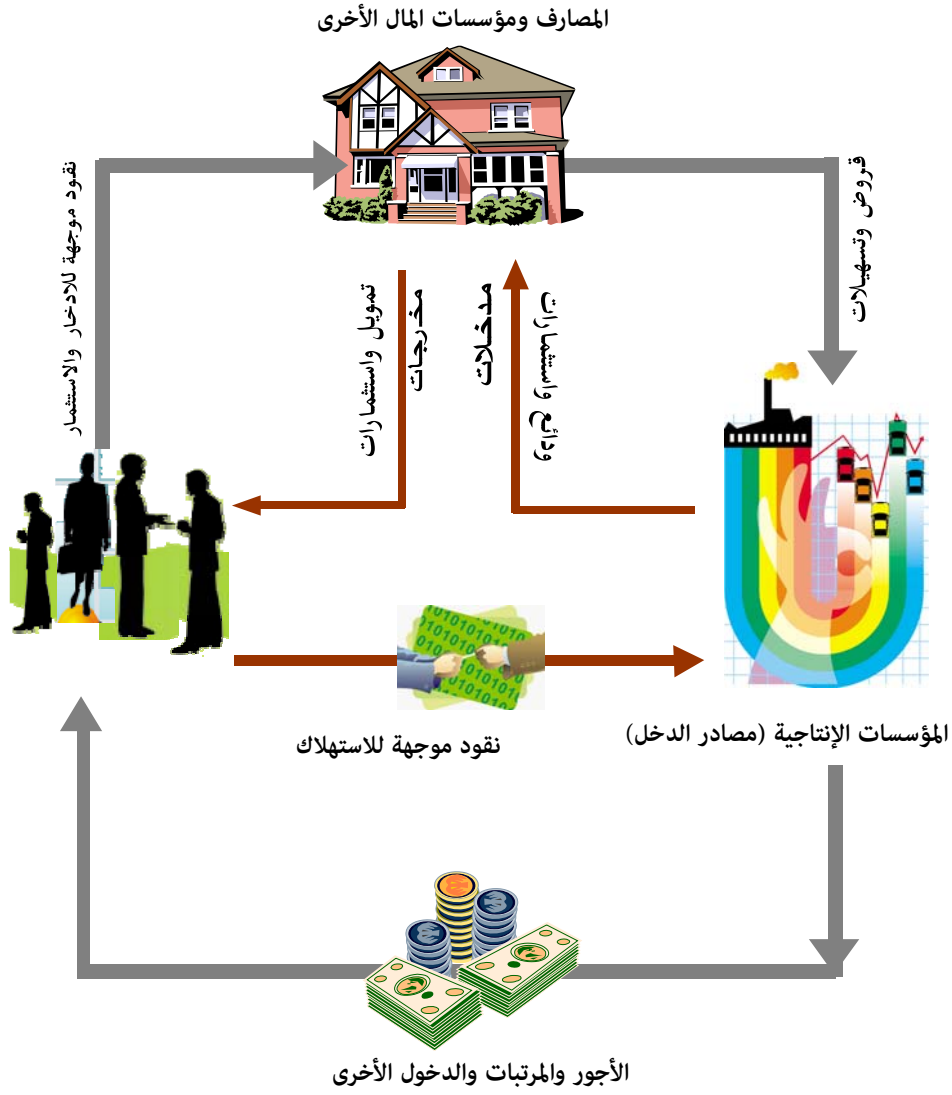 المصارف ومؤسسات المال الأخرى
قروض وتسهيلات
ودائع واستثمارات
مدخلات
مخرجات
تمويل واستثمارات
نقود موجهة للادخار والاستثمار
المؤسسات الإنتاجية (مصادر الدخل)
نقود موجهة للاستهلاك
الأجور والمرتبات والدخول الأخرى